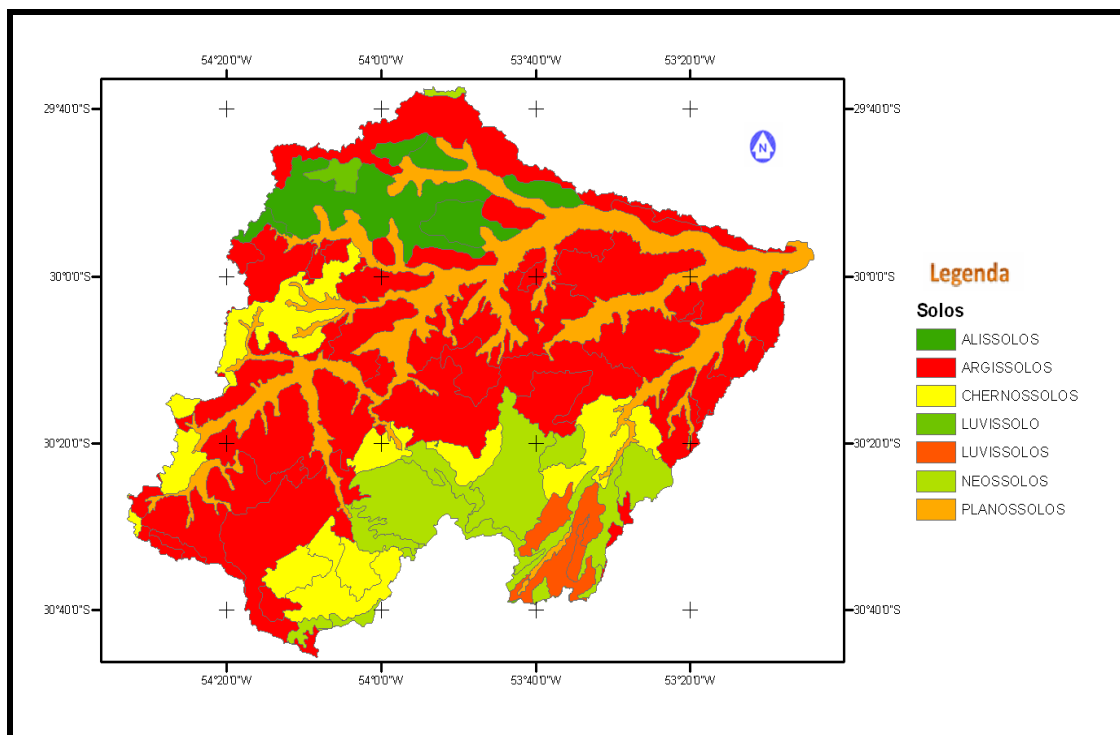 54°20'0"W 54°0'0"W 53°40'0"W 53°20'0"W
29°40'0"S 29°40'0"S
N
30°0'0"S 30°0'0"S
Legenda
Solos
ALISSOLOS
ARGISSOLOS
CHERNOSSOLOS
LUVISSOLO
LUVISSOLOS
NEOSSOLOS
PLANOSSOLOS
30°20'0"S 30°20'0"S
30°40'0"S 30°40'0"S
54°20'0"W 54°0'0"W 53°40'0"W 53°20'0"W